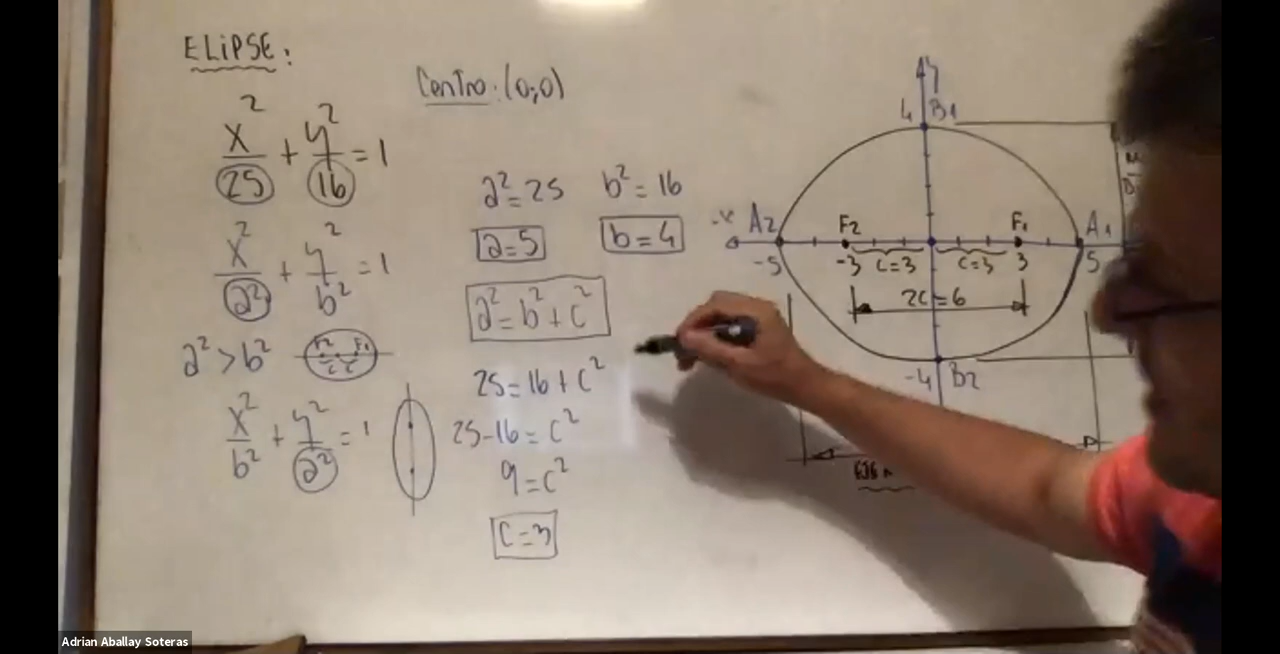 ELIPSE:
x²/25 + y²/16 = 1
x²/a² + y²/b² = 1
a² > b²
F2 F1
c c
x²/b² + y²/a² = 1
Centro: (0;0)
a² = 25 b² = 16
a = 5 b = 4
a² = b² + c²
25 = 16 + c²
25 - 16 = c²
9 = c²
c = 3
y
4 B1
-x A2 F2 F1 A1
-5 -3 c=3 c=3 3 5
2c = 6
-4 B2
EJE
Adrian Aballay Soteras